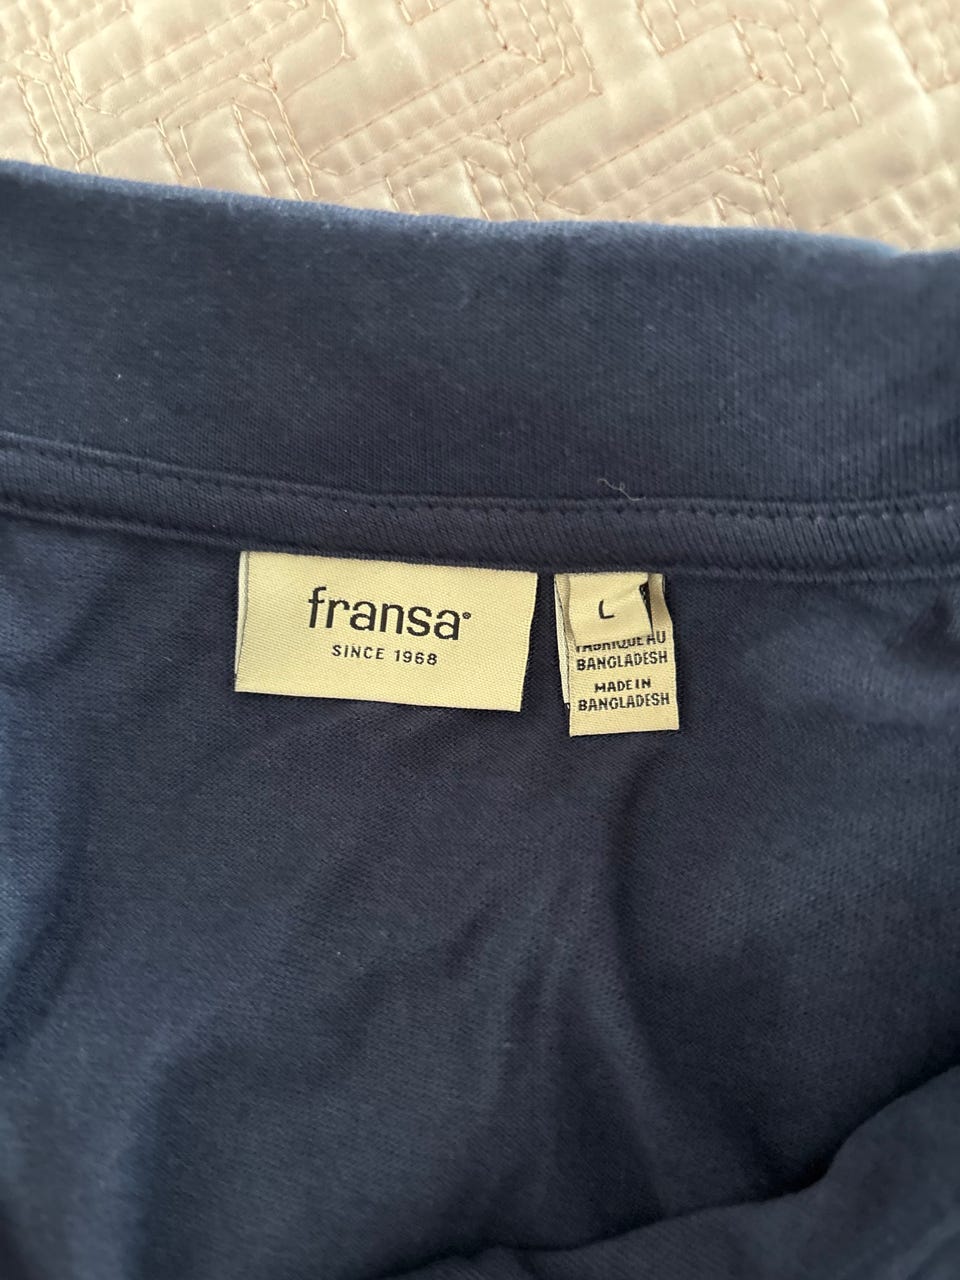 fransa®
SINCE 1968
L
FABRIQUE AU
BANGLADESH
MADE IN
BANGLADESH